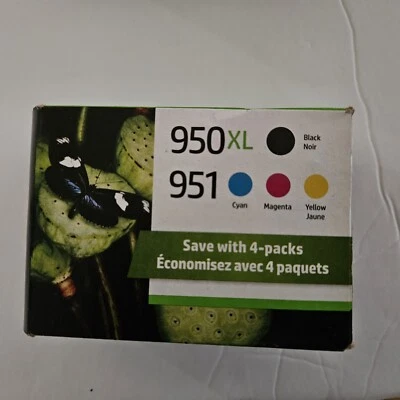 950XL
Black
Noir
951
Cyan
Magenta
Yellow
Jaune
Save with 4-packs
Économisez avec 4 paquets